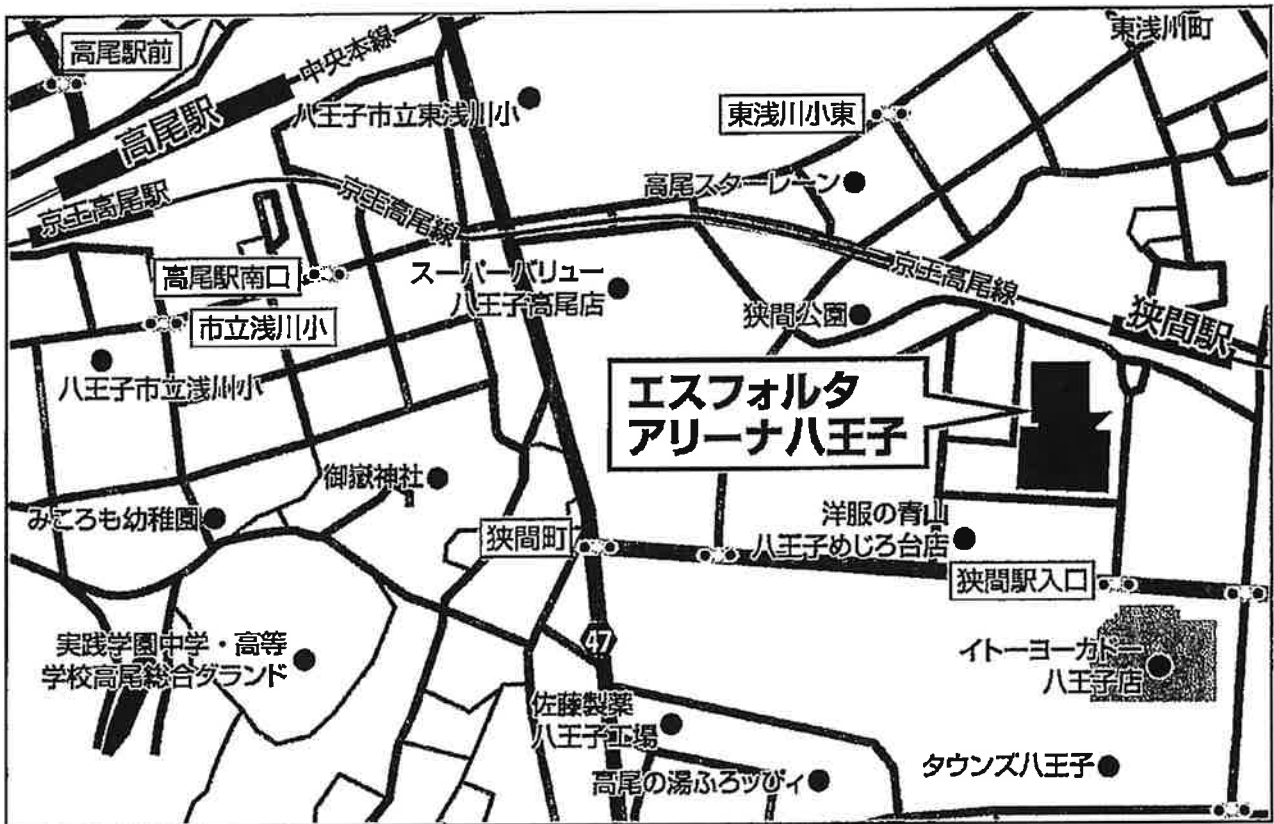 高尾駅前
中央本線
東浅川町
高尾駅
八王子市立東浅川小
東浅川小東
京王高尾駅
京王高尾線
高尾スターレーン
高尾駅南口
スーパーバリュー
八王子高尾店
京王高尾線
市立浅川小
狭間公園
狭間駅
八王子市立浅川小
エスフォルタ
アリーナ八王子
御嶽神社
みころも幼稚園
狭間町
洋服の青山
八王子めじろ台店
狭間駅入口
47
実践学園中学・高等
学校高尾総合グランド
イトーヨーカドー
八王子店
佐藤製薬
八王子工場
高尾の湯ふろッぴィ
タウンズ八王子